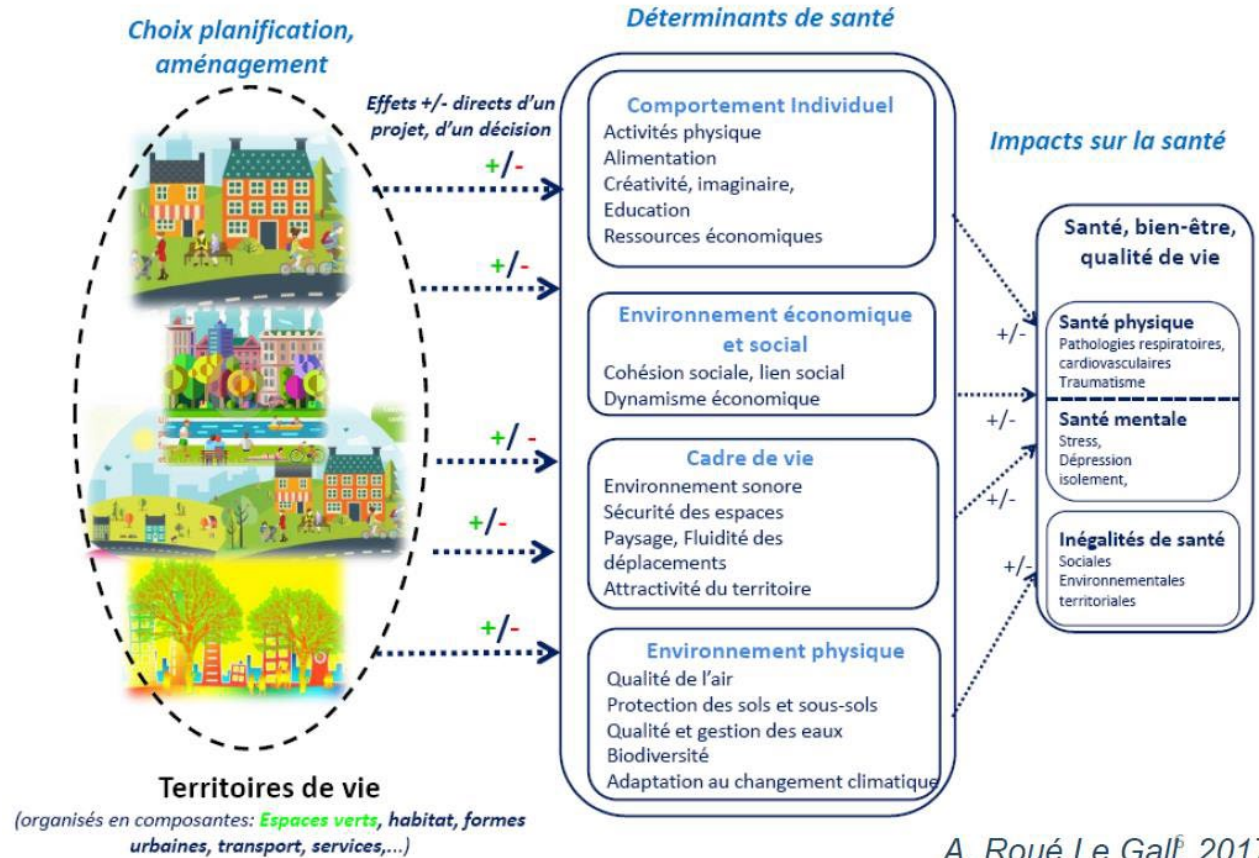 Choix planification,
aménagement
Effets +/- directs d'un
projet, d'un décision
+/-
+/-
+/-
+/-
+/-
Territoires de vie
(organisés en composantes: Espaces verts, habitat, formes
urbaines, transport, services,...)
Déterminants de santé
Comportement Individuel
Activités physique
Alimentation
Créativité, imaginaire,
Education
Ressources économiques
Environnement économique
et social
Cohésion sociale, lien social
Dynamisme économique
Cadre de vie
Environnement sonore
Sécurité des espaces
Paysage, Fluidité des
déplacements
Attractivité du territoire
Environnement physique
Qualité de l'air
Protection des sols et sous-sols
Qualité et gestion des eaux
Biodiversité
Adaptation au changement climatique
+/-
+/-
+/-
+/-
Impacts sur la santé
Santé, bien-être,
qualité de vie
Santé physique
Pathologies respiratoires,
cardiovasculaires
Traumatisme
Santé mentale
Stress,
Dépression
isolement,
Inégalités de santé
Sociales
Environnementales
territoriales
A. Roué Le Gall 2017
6